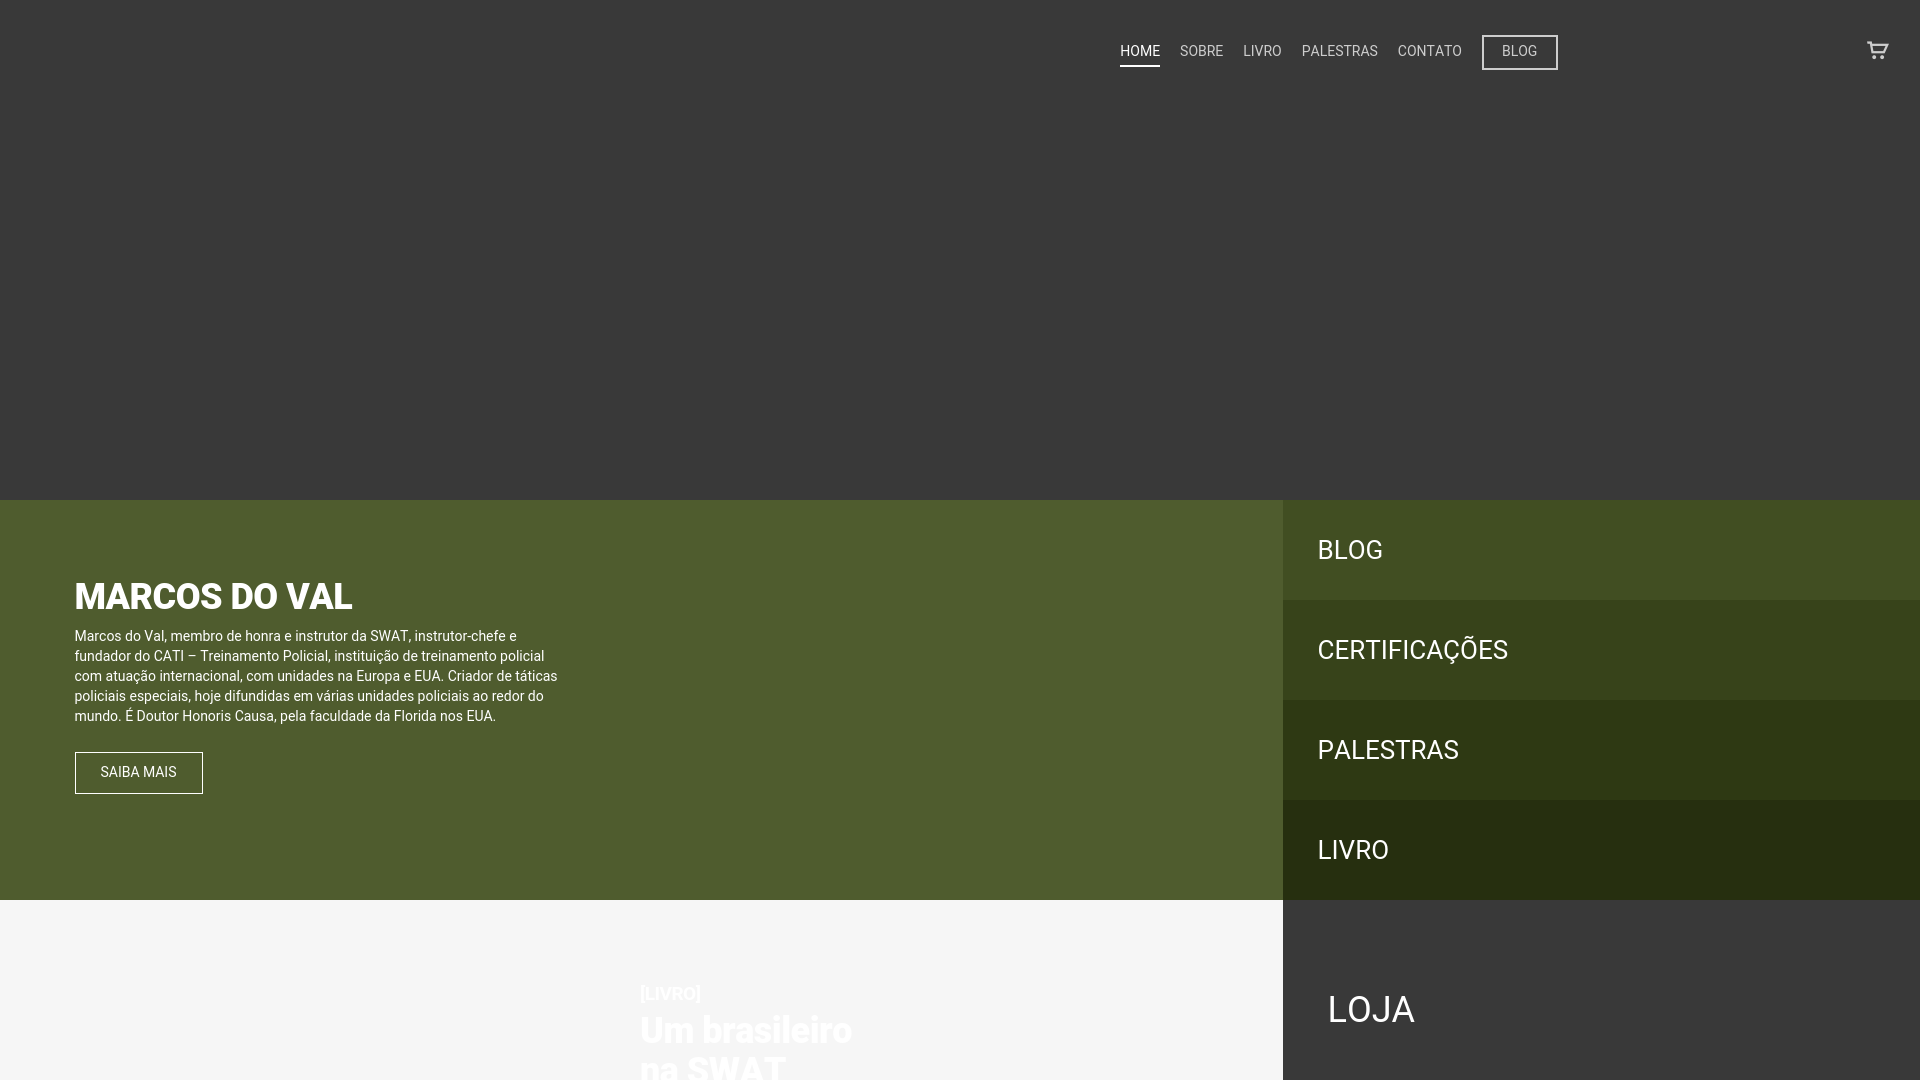 HOME SOBRE LIVRO PALESTRAS CONTATO BLOG
MARCOS DO VAL
Marcos do Val, membro de honra e instrutor da SWAT, instrutor-chefe e
fundador do CATI – Treinamento Policial, instituição de treinamento policial
com atuação internacional, com unidades na Europa e EUA. Criador de táticas
policiais especiais, hoje difundidas em várias unidades policiais ao redor do
mundo. É Doutor Honoris Causa, pela faculdade da Florida nos EUA.
SAIBA MAIS
BLOG
CERTIFICAÇÕES
PALESTRAS
LIVRO
[LIVRO]
Um brasileiro
na SWAT
LOJA